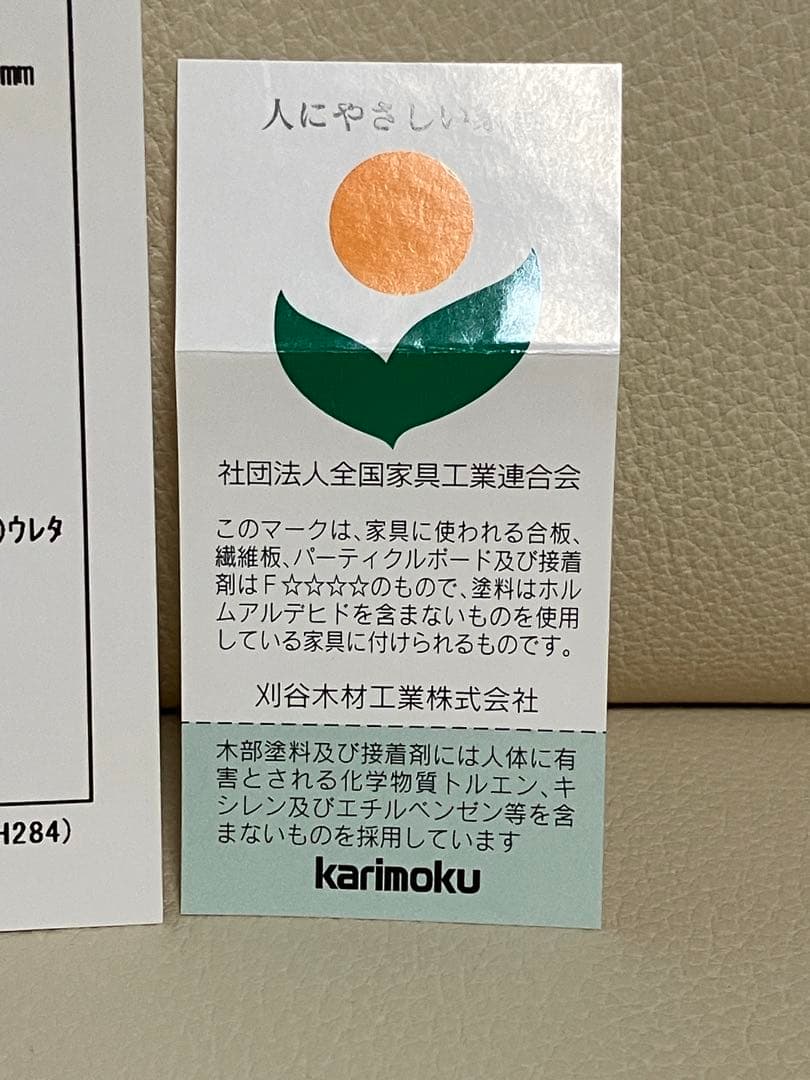 mm
人にやさしい
社団法人全国家具工業連合会
このマークは、家具に使われる合板、
繊維板、パーティクルボード及び接着
剤はF☆☆☆☆のもので、塗料はホル
ムアルデヒドを含まないものを使用
している家具に付けられるものです。
刈谷木材工業株式会社
木部塗料及び接着剤には人体に有
害とされる化学物質トルエン、キ
シレン及びエチルベンゼン等を含
まないものを採用しています
karimoku
のウレタ
H284)